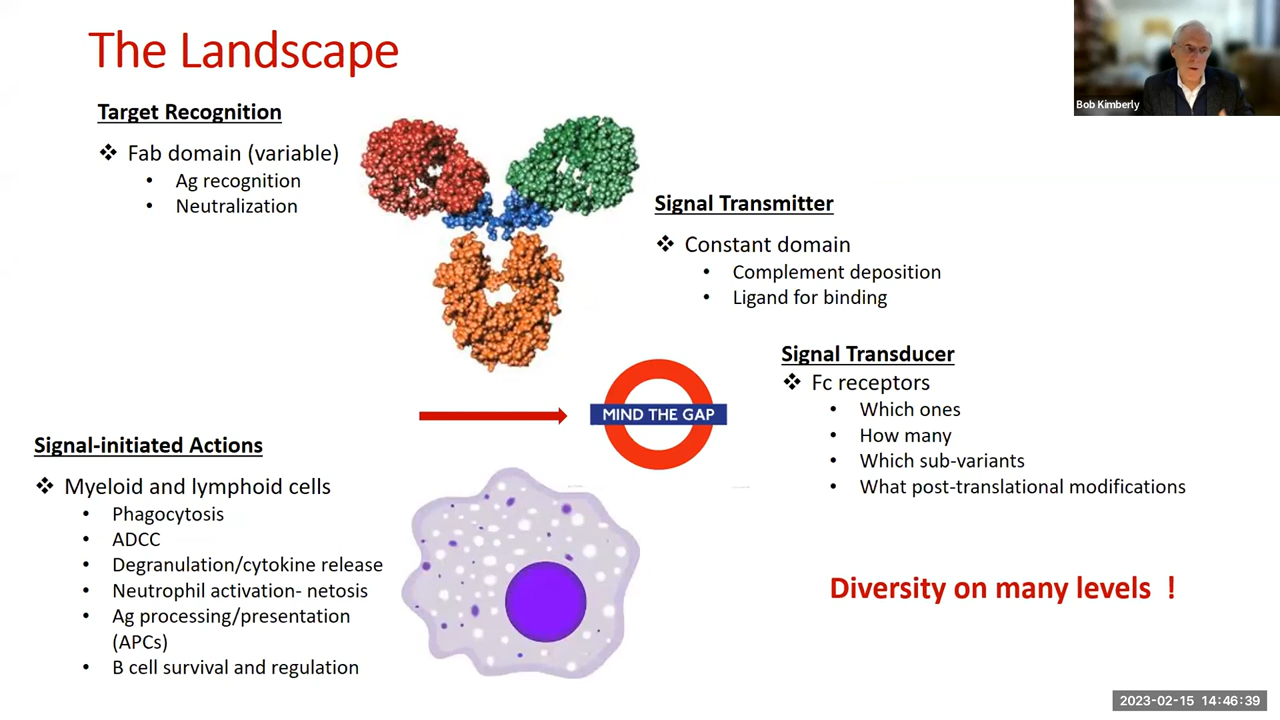 The Landscape
Bob Kimberly
Target Recognition
❖ Fab domain (variable)
• Ag recognition
• Neutralization
Signal Transmitter
❖ Constant domain
• Complement deposition
• Ligand for binding
Signal Transducer
❖ Fc receptors
• Which ones
• How many
• Which sub-variants
• What post-translational modifications
MIND THE GAP
Signal-initiated Actions
❖ Myeloid and lymphoid cells
• Phagocytosis
• ADCC
• Degranulation/cytokine release
• Neutrophil activation- netosis
• Ag processing/presentation
(APCs)
• B cell survival and regulation
Diversity on many levels !
2023-02-15 14:46:39